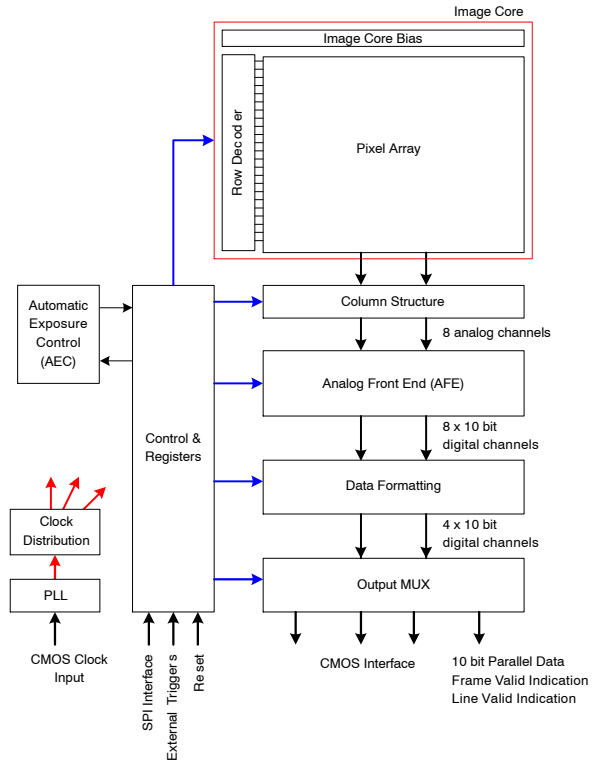 Image Core
Image Core Bias
Row Decoder
Pixel Array
Column Structure
8 analog channels
Automatic
Exposure
Control
(AEC)
Analog Front End (AFE)
8 x 10 bit
digital channels
Control &
Registers
Data Formatting
4 x 10 bit
digital channels
Clock
Distribution
PLL
Output MUX
CMOS Clock
Input
SPI Interface
External Triggers
Reset
CMOS Interface
10 bit Parallel Data
Frame Valid Indication
Line Valid Indication